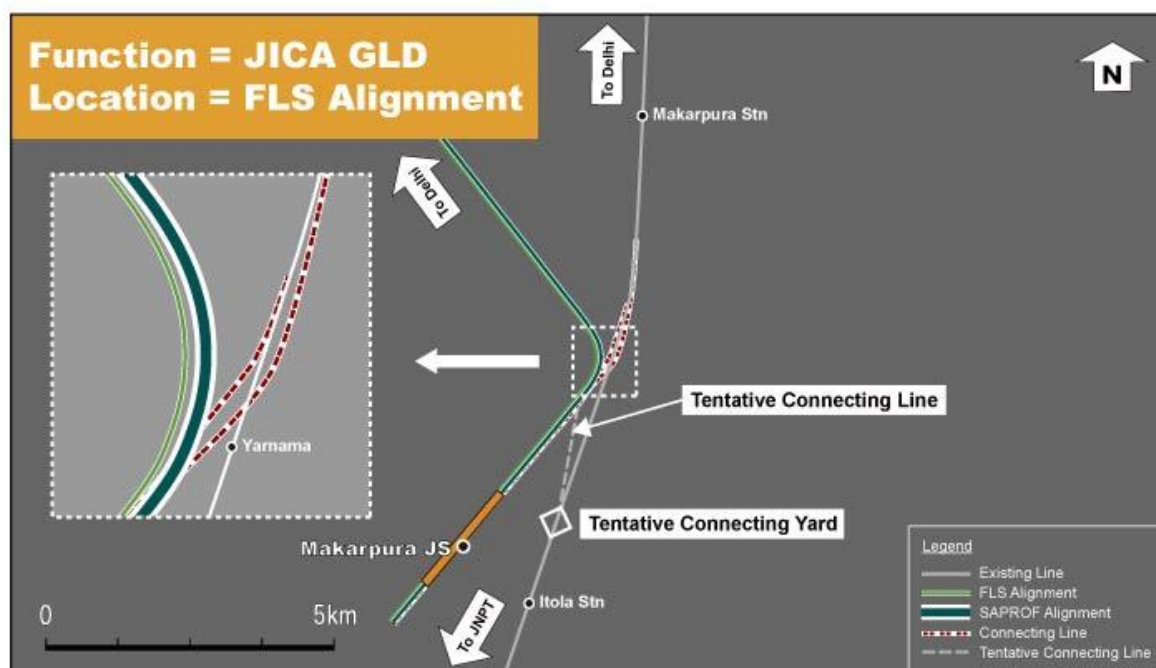 Function = JICA GLD
Location = FLS Alignment
To Delhi
N
Makarpura Stn
To Delhi
Yarnama
Tentative Connecting Line
Tentative Connecting Yard
Makarpura JS
Itola Stn
To JNPT
0 5km
Legend
Existing Line
FLS Alignment
SAPROF Alignment
Connecting Line
Tentative Connecting Line